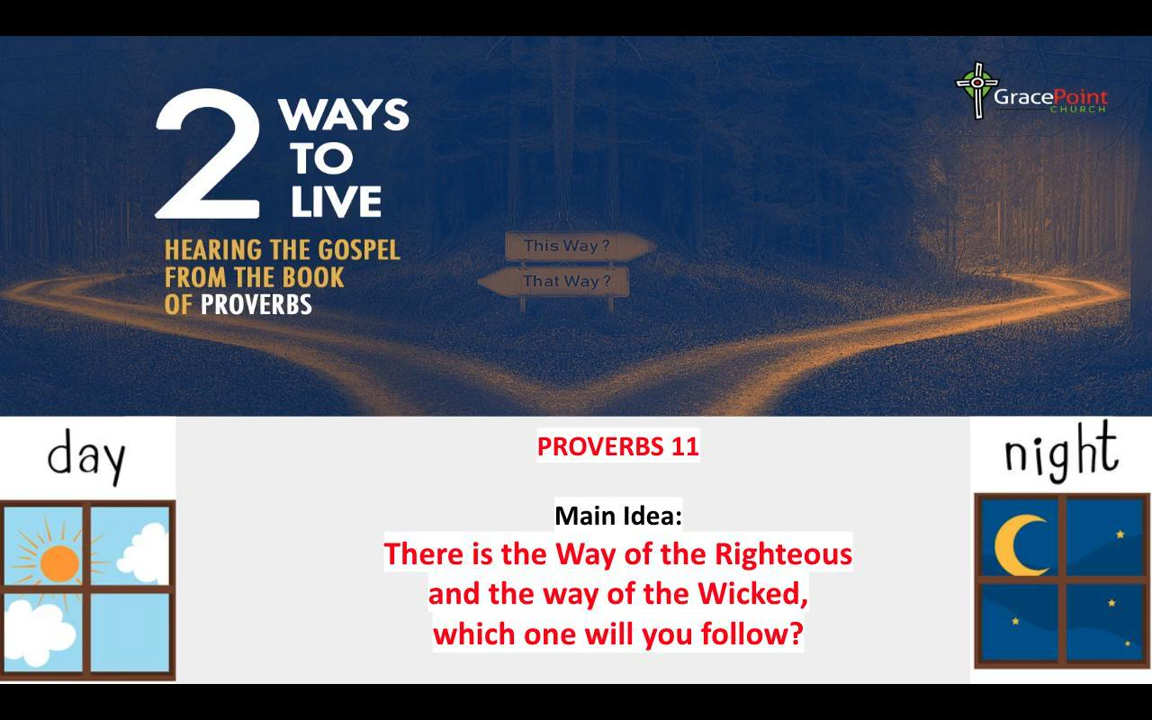 2 WAYS
TO
LIVE
HEARING THE GOSPEL
FROM THE BOOK
OF PROVERBS
GracePoint
CHURCH
This Way?
That Way?
day
PROVERBS 11
Main Idea:
There is the Way of the Righteous
and the way of the Wicked,
which one will you follow?
night